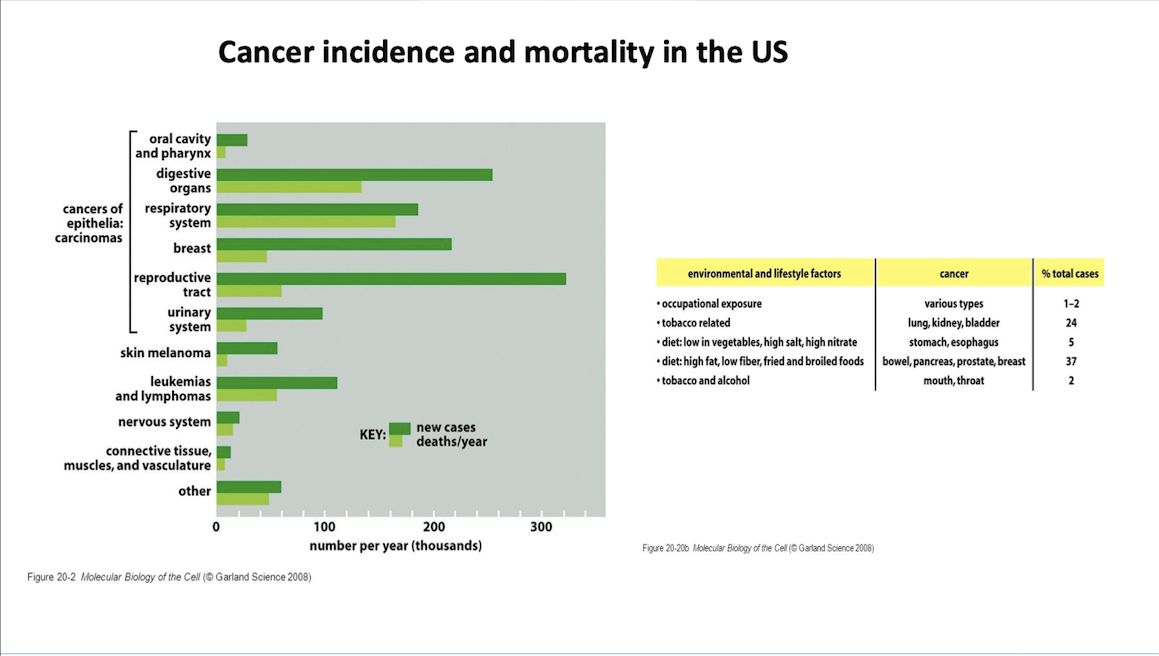 Cancer incidence and mortality in the US
oral cavity
and pharynx
digestive
organs
cancers of
epithelia:
carcinomas
respiratory
system
breast
reproductive
tract
urinary
system
skin melanoma
leukemias
and lymphomas
nervous system
connective tissue,
muscles, and vasculature
other
KEY: new cases
deaths/year
0 100 200 300
number per year (thousands)
Figure 20-2 Molecular Biology of the Cell (© Garland Science 2008)
environmental and lifestyle factors cancer % total cases
• occupational exposure various types 1–2
• tobacco related lung, kidney, bladder 24
• diet: low in vegetables, high salt, high nitrate stomach, esophagus 5
• diet: high fat, low fiber, fried and broiled foods bowel, pancreas, prostate, breast 37
• tobacco and alcohol mouth, throat 2
Figure 20-20b Molecular Biology of the Cell (© Garland Science 2008)